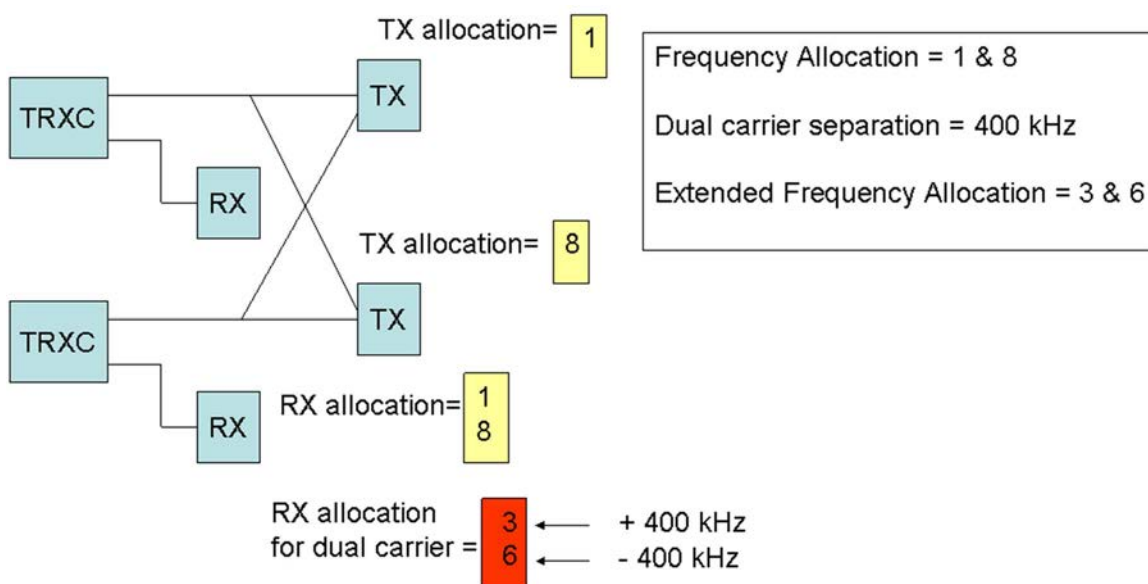 TX allocation= 1
TRXC
TX
RX
Frequency Allocation = 1 & 8
Dual carrier separation = 400 kHz
Extended Frequency Allocation = 3 & 6
TX allocation= 8
TRXC
TX
RX
RX allocation= 1
8
RX allocation
for dual carrier =
3 + 400 kHz
6 - 400 kHz